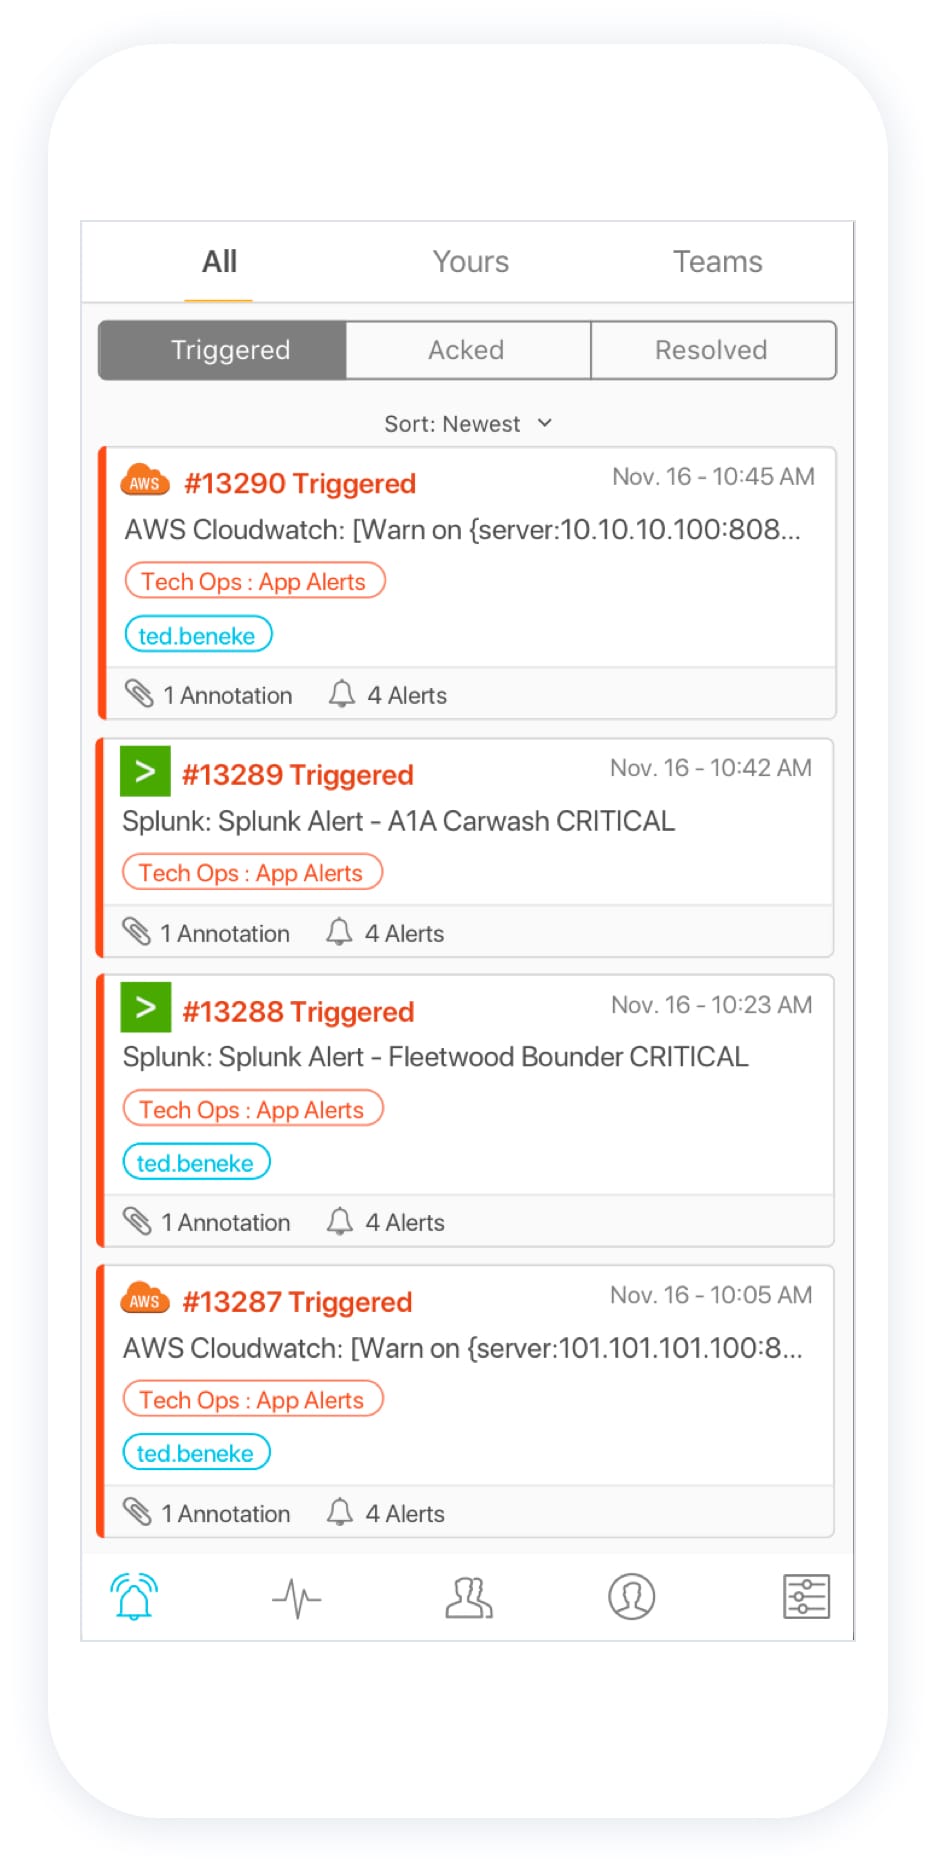 All Yours Teams
Triggered Acked Resolved
Sort: Newest
AWS #13290 Triggered Nov. 16 - 10:45 AM
AWS Cloudwatch: [Warn on {server:10.10.10.100:808...
Tech Ops : App Alerts
ted.beneke
1 Annotation 4 Alerts
> #13289 Triggered Nov. 16 - 10:42 AM
Splunk: Splunk Alert - A1A Carwash CRITICAL
Tech Ops : App Alerts
1 Annotation 4 Alerts
> #13288 Triggered Nov. 16 - 10:23 AM
Splunk: Splunk Alert - Fleetwood Bounder CRITICAL
Tech Ops : App Alerts
ted.beneke
1 Annotation 4 Alerts
AWS #13287 Triggered Nov. 16 - 10:05 AM
AWS Cloudwatch: [Warn on {server:101.101.101.100:8...
Tech Ops : App Alerts
ted.beneke
1 Annotation 4 Alerts